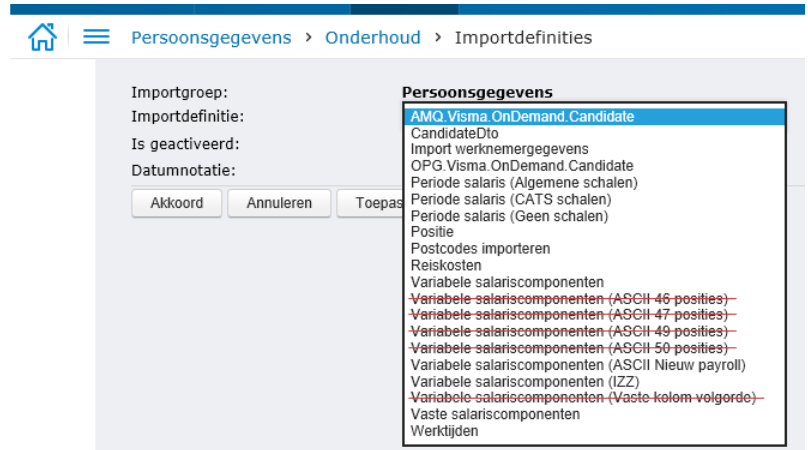 Persoonsgegevens > Onderhoud > Importdefinities
Importgroep: Persoonsgegevens
Importdefinitie: AMQ.Visma.OnDemand.Candidate
CandidateDto
Is geactiveerd: Import werknemergegevens
OPG.Visma.OnDemand.Candidate
Datumnotatie: Periode salaris (Algemene schalen)
Akkoord Annuleren Toepas Periode salaris (CATS schalen)
Periode salaris (Geen schalen)
Positie
Postcodes importeren
Reiskosten
Variabele salariscomponenten
Variabele salariscomponenten (ASCII 46 posities)
Variabele salariscomponenten (ASCII 47 posities)
Variabele salariscomponenten (ASCII 49 posities)
Variabele salariscomponenten (ASCII 50 posities)
Variabele salariscomponenten (ASCII Nieuw payroll)
Variabele salariscomponenten (IZZ)
Variabele salariscomponenten (Vaste kolom volgorde)
Vaste salariscomponenten
Werktijden